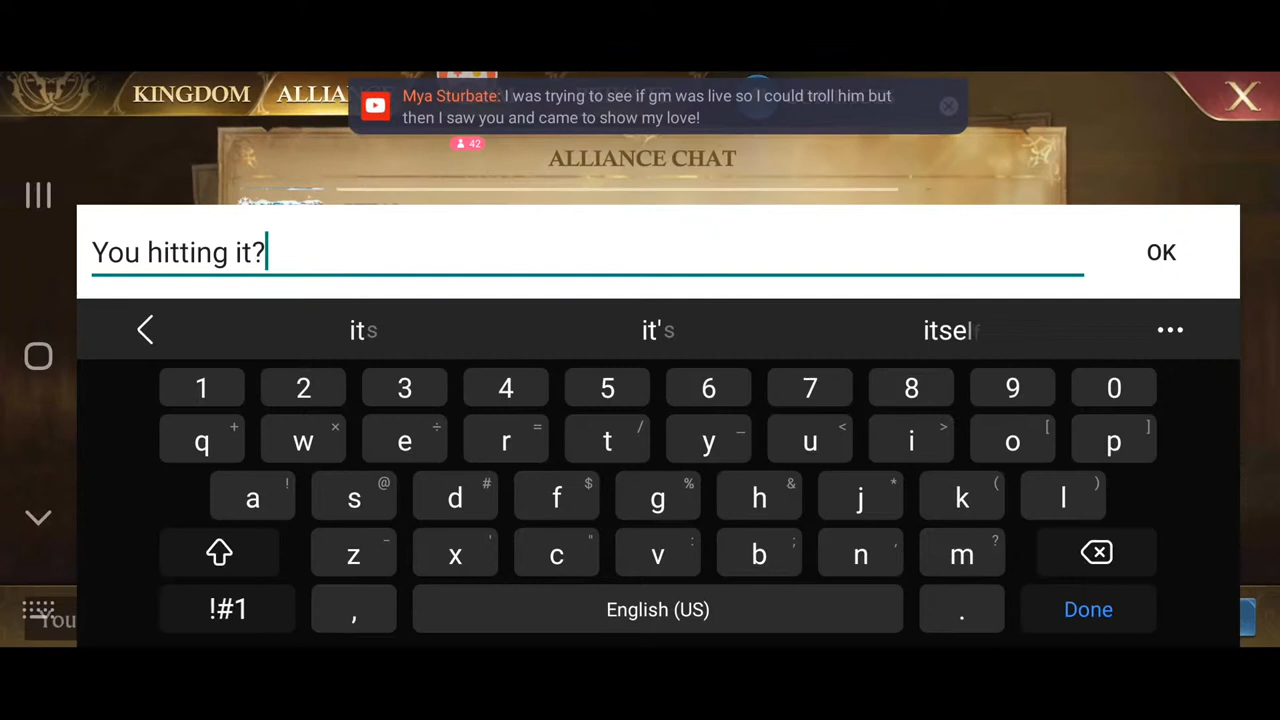 KINGDOM
Mya Sturbate: I was trying to see if gm was live so I could troll him but
then I saw you and came to show my love!
42
ALLIANCE CHAT
You hitting it?
OK
its
it's
itself
1 2 3 4 5 6 7 8 9 0
q + w × e ÷ r = t / y _ u < i > o [ p ]
a ! s @ d # f $ g % h & j * k ( l )
z - x ' c " v : b ; n , m ?
!#1 , English (US) . Done
You